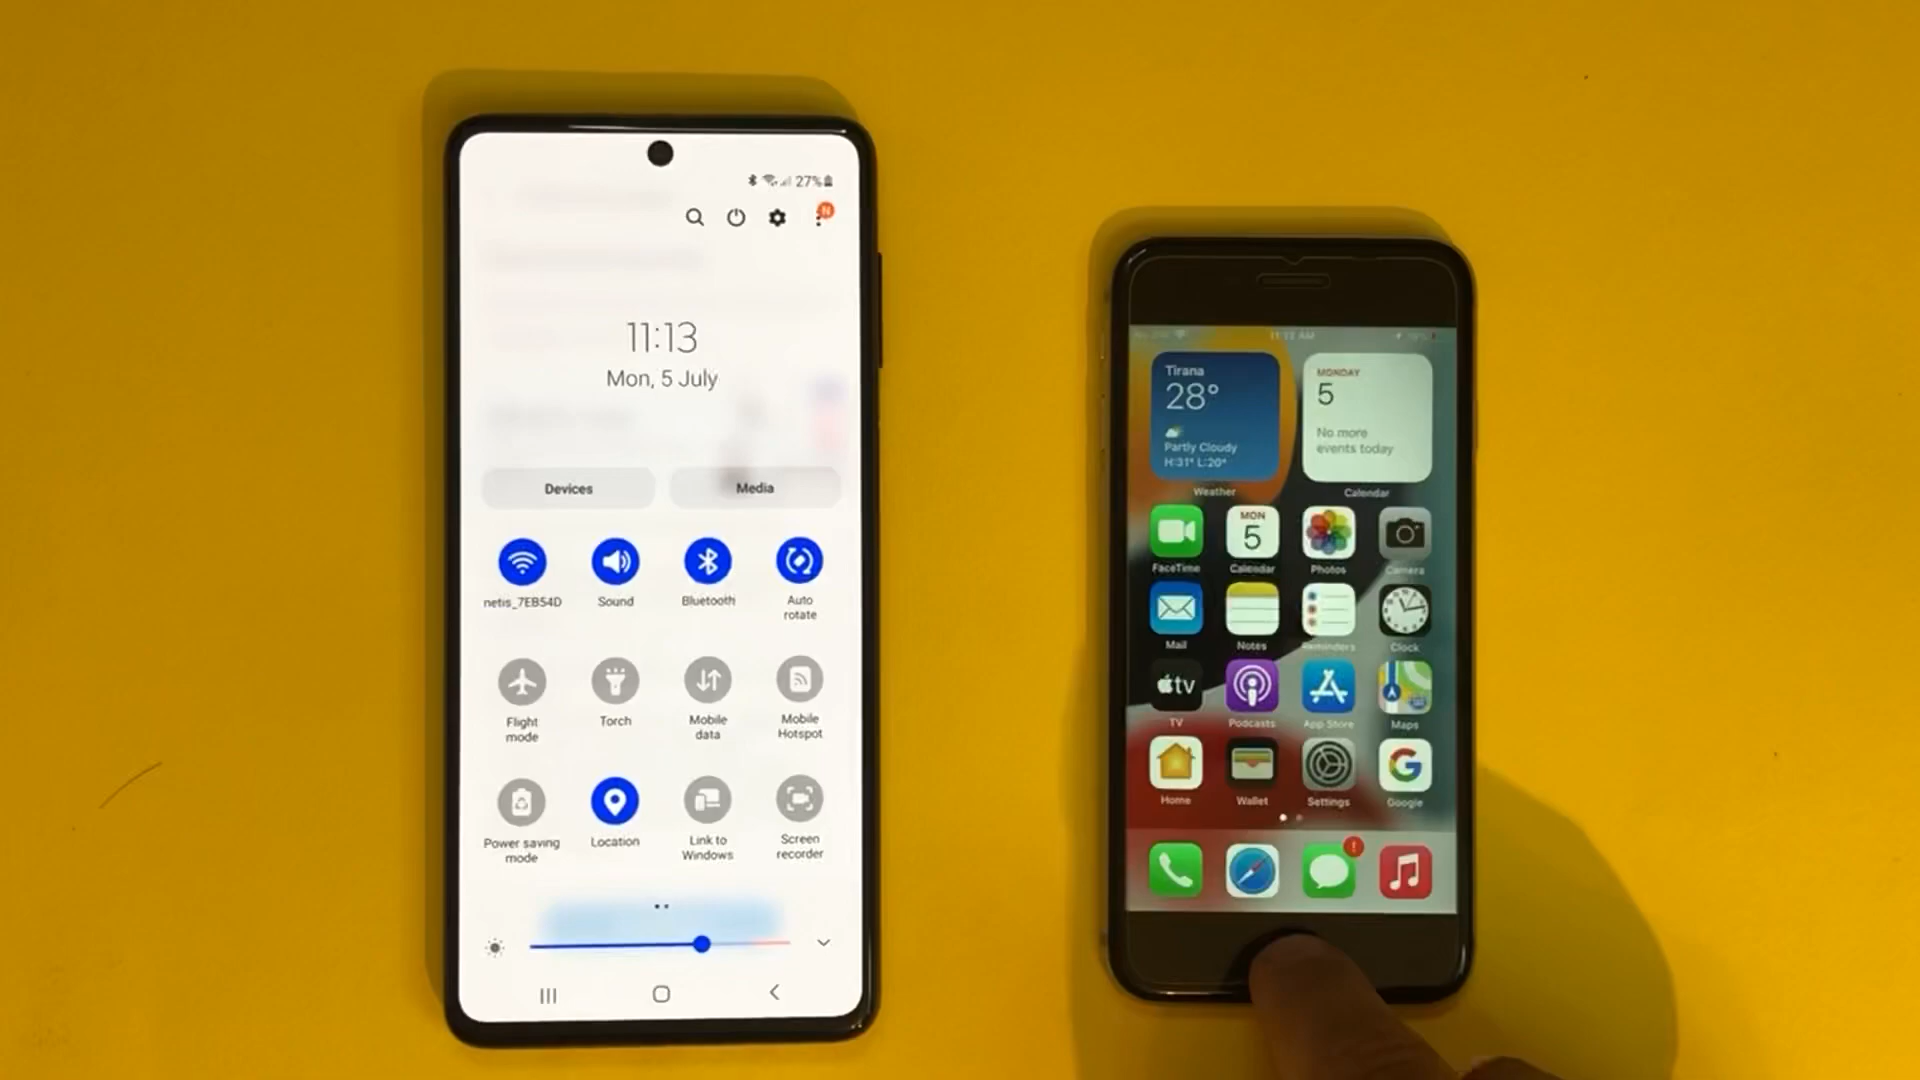 27%
N
11:13
Mon, 5 July
Devices
Media
netis_7EB54D
Sound
Bluetooth
Auto
rotate
Flight
mode
Torch
Mobile
data
Mobile
Hotspot
Power saving
mode
Location
Link to
Windows
Screen
recorder
Tirana
28°
Partly Cloudy
H:31° L:20°
Weather
MONDAY
5
No more
events today
Calendar
FaceTime
MON
5
Calendar
Photos
Camera
Mail
Notes
Reminders
Clock
tv
TV
Podcasts
App Store
Maps
Home
Wallet
Settings
G
Google
!